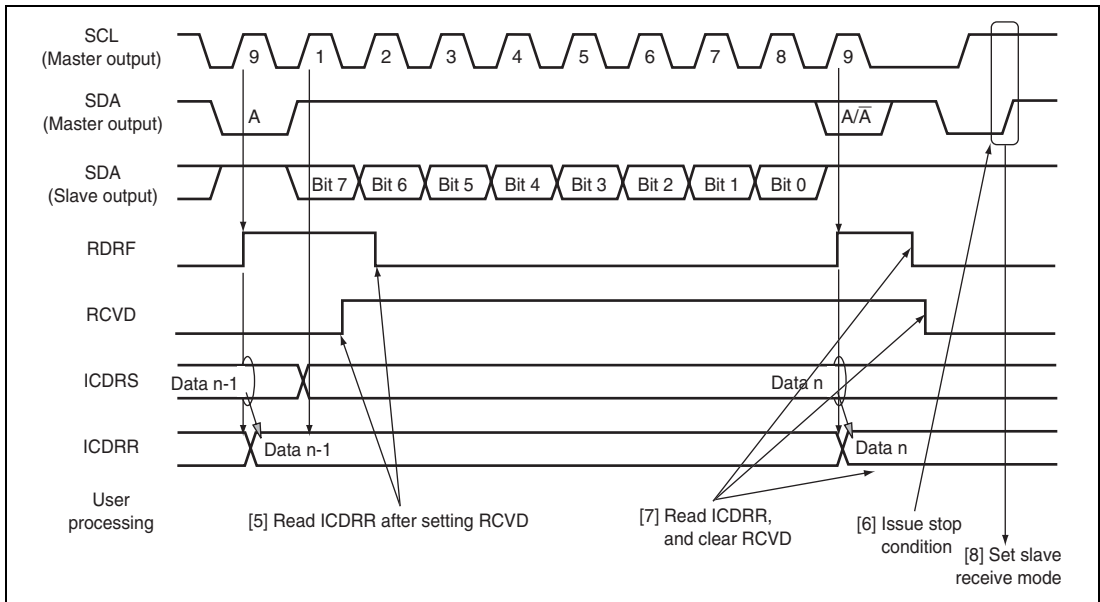 SCL
(Master output)
9 1 2 3 4 5 6 7 8 9
SDA
(Master output)
A A/A̅
SDA
(Slave output)
Bit 7 Bit 6 Bit 5 Bit 4 Bit 3 Bit 2 Bit 1 Bit 0
RDRF
RCVD
ICDRS
Data n-1 Data n
ICDRR
Data n-1 Data n
User
processing
[5] Read ICDRR after setting RCVD
[7] Read ICDRR,
and clear RCVD
[6] Issue stop
condition
[8] Set slave
receive mode